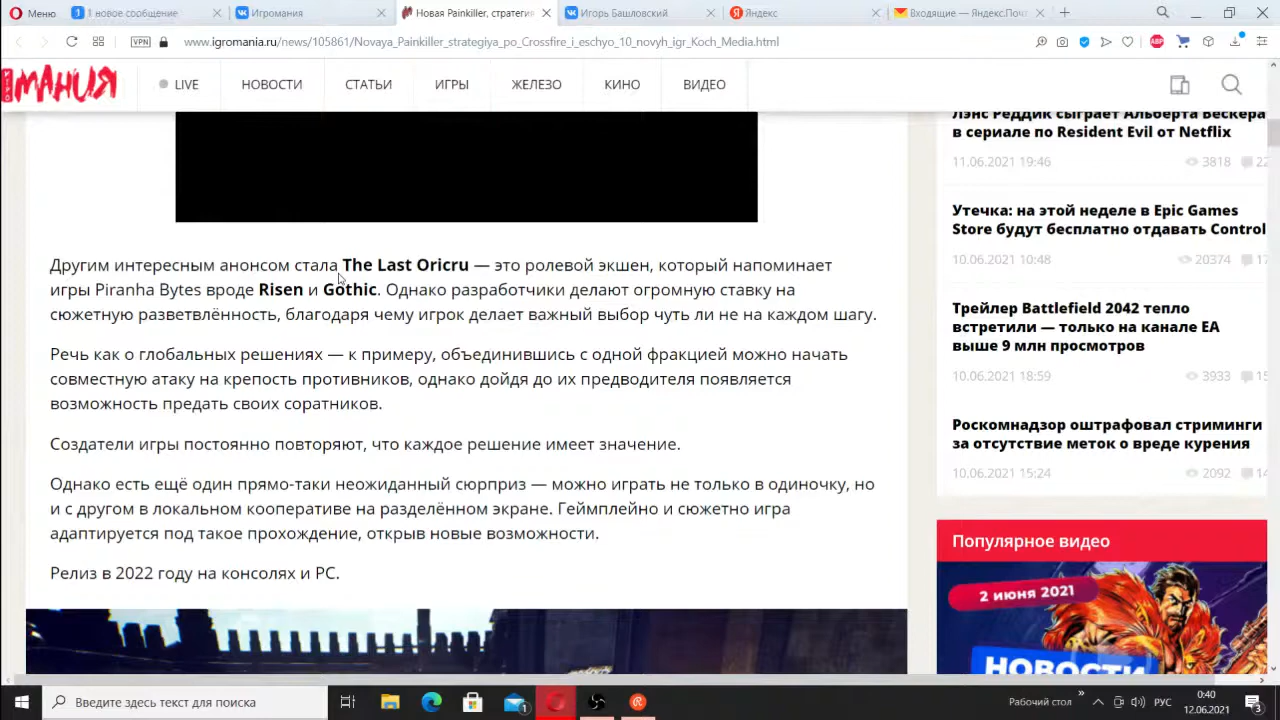 Меню
1 новое сообщение
Игромания
Новая Painkiller, стратегия
Игорь Башловский
Яндекс
Входящие — Яндекс.Поч
VPN
www.igromania.ru/news/105861/Novaya_Painkiller_strategiya_po_Crossfire_i_eschyo_10_novyh_igr_Koch_Media.html
ABP
ИГРО
МАНИЯ
LIVE
НОВОСТИ
СТАТЬИ
ИГРЫ
ЖЕЛЕЗО
КИНО
ВИДЕО
Другим интересным анонсом стала The Last Oricru — это ролевой экшен, который напоминает
игры Piranha Bytes вроде Risen и Gothic. Однако разработчики делают огромную ставку на
сюжетную разветвлённость, благодаря чему игрок делает важный выбор чуть ли не на каждом шагу.
Речь как о глобальных решениях — к примеру, объединившись с одной фракцией можно начать
совместную атаку на крепость противников, однако дойдя до их предводителя появляется
возможность предать своих соратников.
Создатели игры постоянно повторяют, что каждое решение имеет значение.
Однако есть ещё один прямо-таки неожиданный сюрприз — можно играть не только в одиночку, но
и с другом в локальном кооперативе на разделённом экране. Геймплейно и сюжетно игра
адаптируется под такое прохождение, открыв новые возможности.
Релиз в 2022 году на консолях и PC.
Лэнс Реддик сыграет Альберта Вескера
в сериале по Resident Evil от Netflix
11.06.2021 19:46 3818 22
Утечка: на этой неделе в Epic Games
Store будут бесплатно отдавать Control
10.06.2021 10:48 20374 17
Трейлер Battlefield 2042 тепло
встретили — только на канале EA
выше 9 млн просмотров
10.06.2021 18:59 3933 15
Роскомнадзор оштрафовал стриминги
за отсутствие меток о вреде курения
10.06.2021 15:24 2092 14
Популярное видео
2 июня 2021
НОВОСТИ
Введите здесь текст для поиска
1
Рабочий стол
РУС
0:40
12.06.2021
3